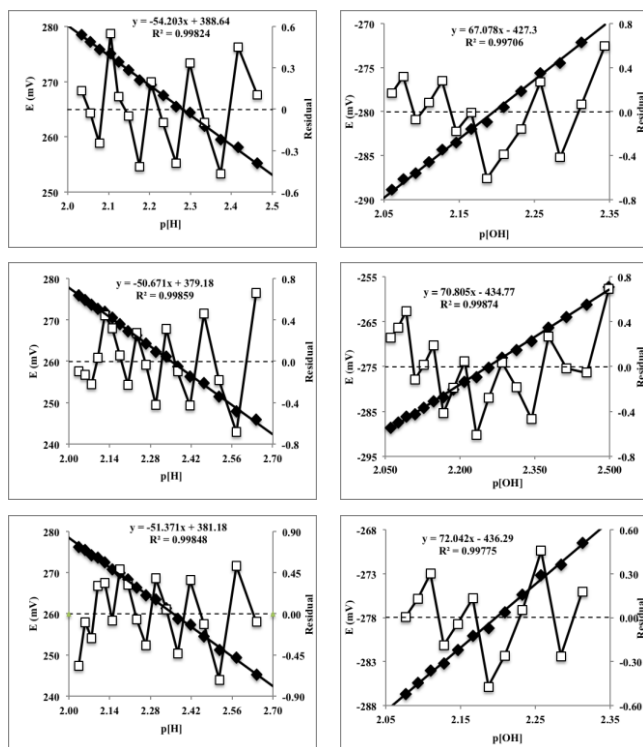 y = -54.203x + 388.64
R² = 0.99824
280
270
260
250
0.6
0.3
0
-0.3
-0.6
E (mV)
Residual
2.0
2.1
2.2
2.3
2.4
2.5
p[H]
67.078x - 427.3
R² = 0.99706
-270
-275
-280
-285
-290
0.8
0.4
0.0
-0.4
-0.8
E (mV)
Residual
2.05
2.15
2.25
2.35
p[OH]
y = -50.671x + 379.18
R² = 0.99859
280
270
260
250
240
0.8
0.4
0.0
-0.4
-0.8
E (mV)
Residual
2.00
2.14
2.28
2.42
2.56
2.70
p[H]
y = 70.805x - 434.77
R² = 0.99874
-255
-265
-275
-285
-295
0.8
0.4
0.0
-0.4
-0.8
E (mV)
Residual
2.050
2.200
2.350
2.500
p[OH]
y = -51.371x + 381.18
R² = 0.99848
280
270
260
250
240
0.90
0.45
0.00
-0.45
-0.90
E (mV)
Residual
2.00
2.14
2.28
2.42
2.56
2.70
p[H]
y = 72.042x - 436.29
R² = 0.99775
-268
-273
-278
-283
-288
0.60
0.30
0.00
-0.30
-0.60
E (mV)
Residual
2.05
2.15
2.25
2.35
p[OH]